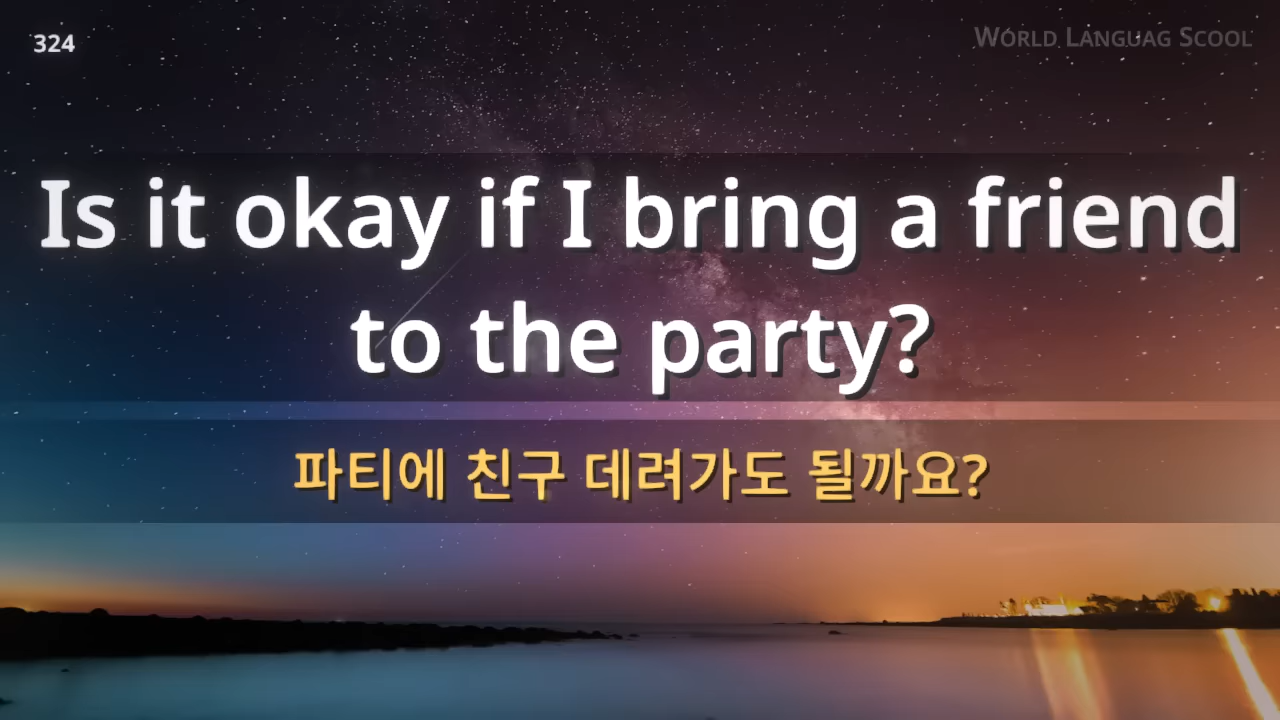 324
World Languag Scool
Is it okay if I bring a friend
to the party?
파티에 친구 데려가도 될까요?